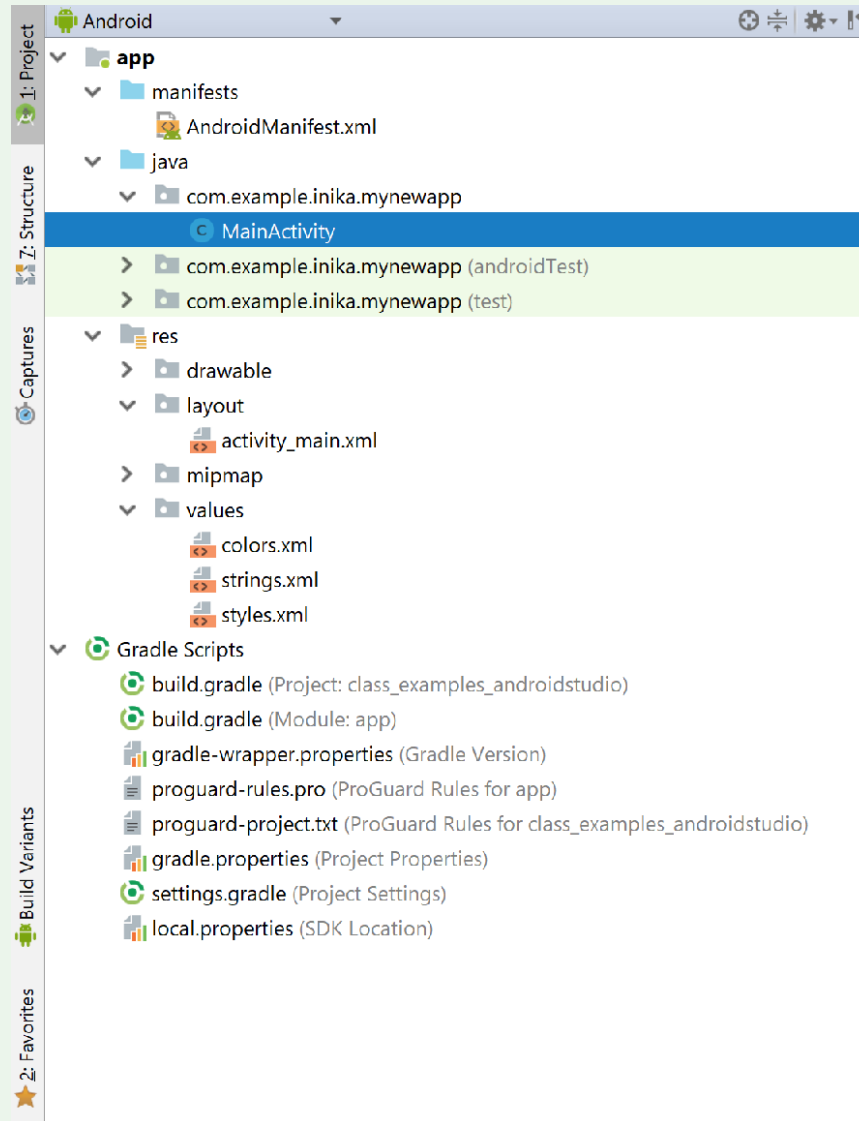 Android
app
manifests
AndroidManifest.xml
java
com.example.inika.mynewapp
C MainActivity
com.example.inika.mynewapp (androidTest)
com.example.inika.mynewapp (test)
res
drawable
layout
activity_main.xml
mipmap
values
colors.xml
strings.xml
styles.xml
Gradle Scripts
build.gradle (Project: class_examples_androidstudio)
build.gradle (Module: app)
gradle-wrapper.properties (Gradle Version)
proguard-rules.pro (ProGuard Rules for app)
proguard-project.txt (ProGuard Rules for class_examples_androidstudio)
gradle.properties (Project Properties)
settings.gradle (Project Settings)
local.properties (SDK Location)
1: Project
7: Structure
Captures
Build Variants
2: Favorites